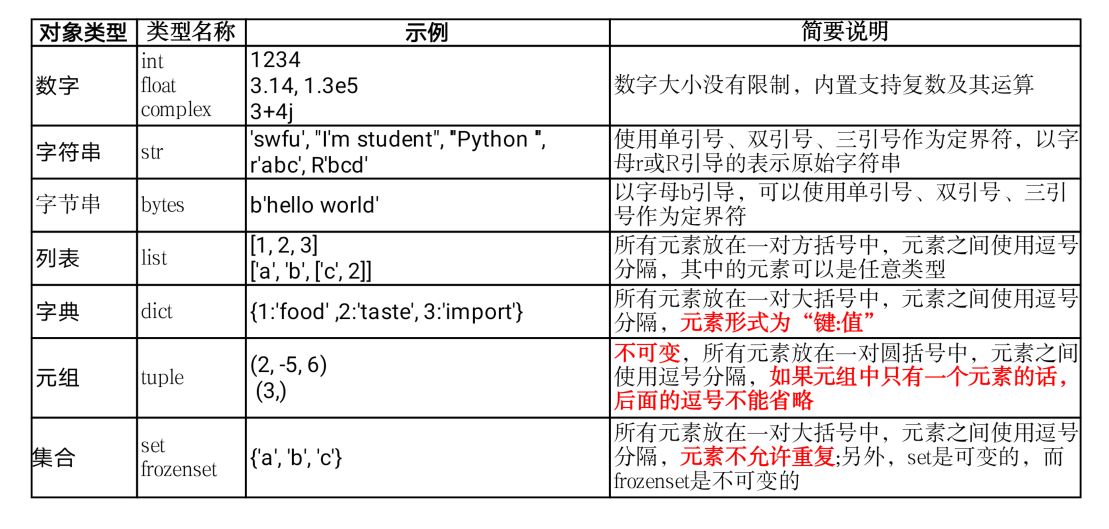 对象类型 类型名称 示例 简要说明
数字
int
float
complex
1234
3.14, 1.3e5
3+4j
数字大小没有限制，内置支持复数及其运算
字符串
str
'swfu', "I'm student", '''Python ''',
r'abc', R'bcd'
使用单引号、双引号、三引号作为定界符，以字
母r或R引导的表示原始字符串
字节串
bytes
b'hello world'
以字母b引导，可以使用单引号、双引号、三引
号作为定界符
列表
list
[1, 2, 3]
['a', 'b', ['c', 2]]
所有元素放在一对方括号中，元素之间使用逗号
分隔，其中的元素可以是任意类型
字典
dict
{1:'food' ,2:'taste', 3:'import'}
所有元素放在一对大括号中，元素之间使用逗号
分隔，元素形式为“键:值”
元组
tuple
(2, -5, 6)
(3,)
不可变，所有元素放在一对圆括号中，元素之间
使用逗号分隔，如果元组中只有一个元素的话，
后面的逗号不能省略
集合
set
frozenset
{'a', 'b', 'c'}
所有元素放在一对大括号中，元素之间使用逗号
分隔，元素不允许重复;另外，set是可变的，而
frozenset是不可变的